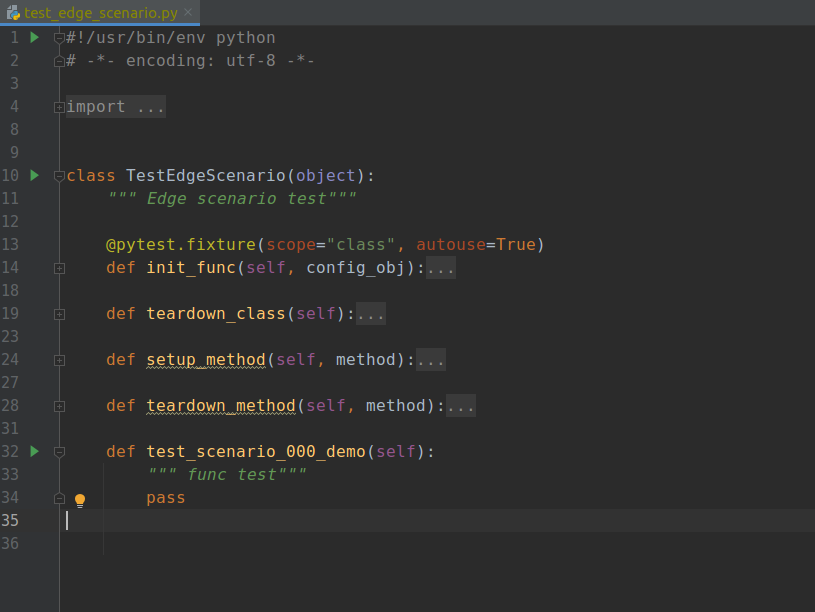 test_edge_scenario.py
1 #!/usr/bin/env python
2 # -*- encoding: utf-8 -*-
3
4 import ...
8
9
10 class TestEdgeScenario(object):
11 """ Edge scenario test"""
12
13 @pytest.fixture(scope="class", autouse=True)
14 def init_func(self, config_obj):...
18
19 def teardown_class(self):...
23
24 def setup_method(self, method):...
27
28 def teardown_method(self, method):...
31
32 def test_scenario_000_demo(self):
33 """ func test"""
34 pass
35
36